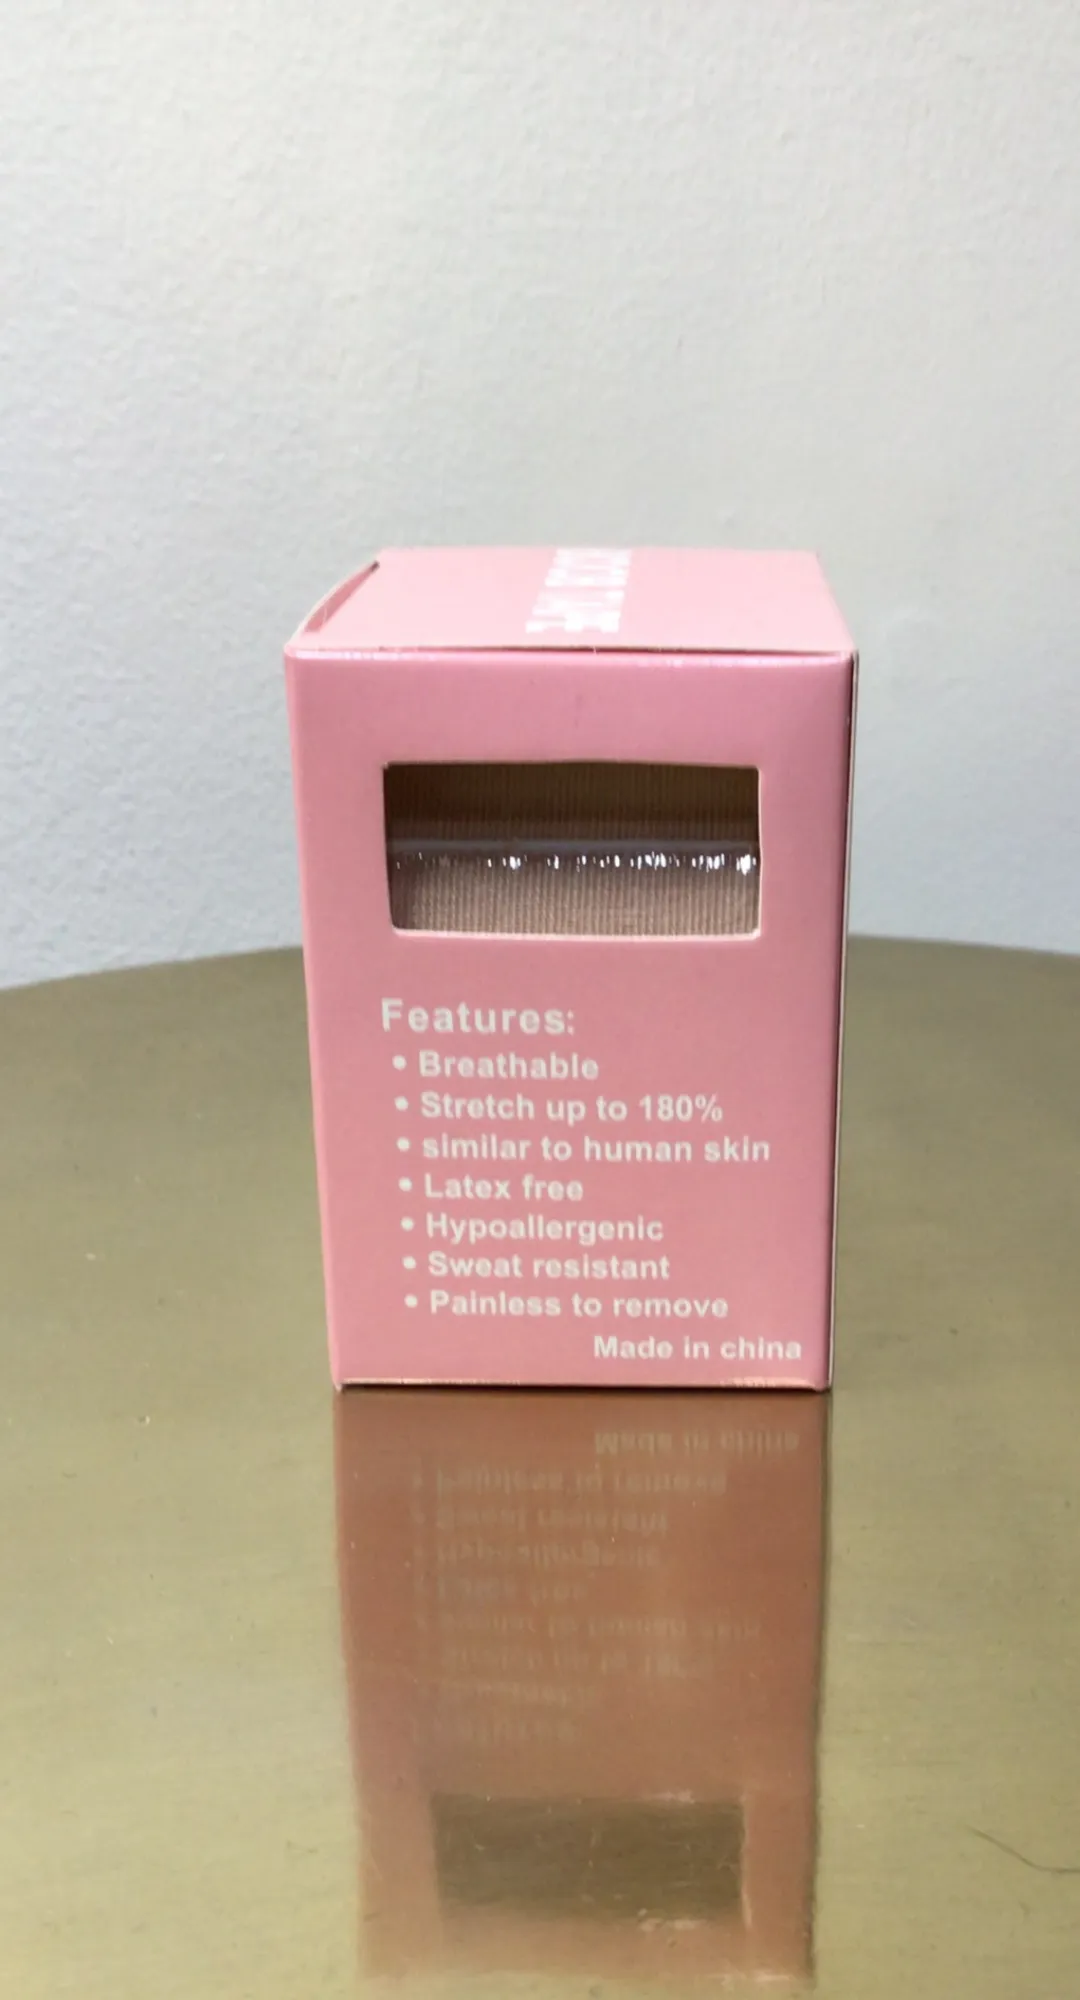 Features:
• Breathable
• Stretch up to 180%
• similar to human skin
• Latex free
• Hypoallergenic
• Sweat resistant
• Painless to remove
Made in china